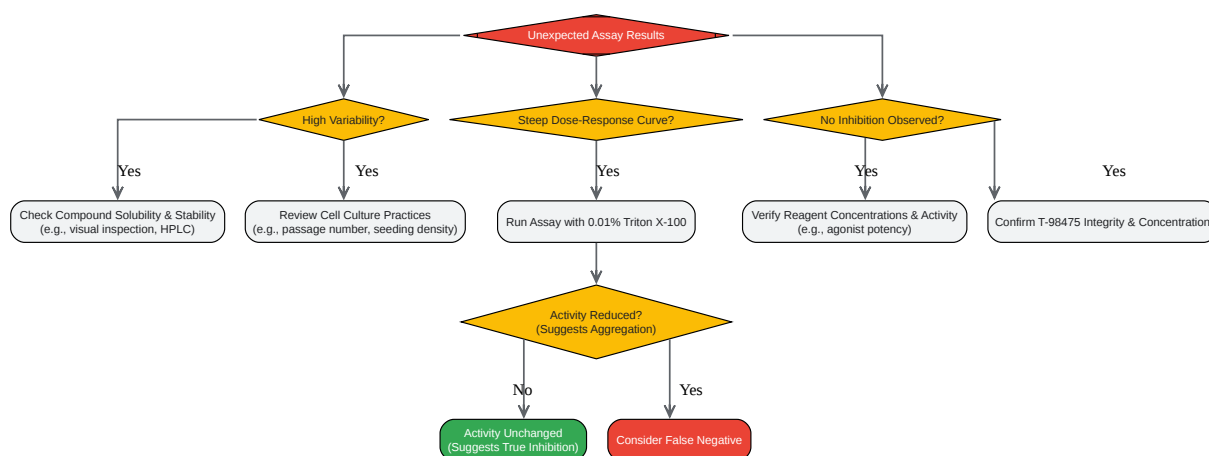 Unexpected Assay Results
High Variability?
Steep Dose-Response Curve?
No Inhibition Observed?
Yes
Yes
Yes
Yes
Yes
Check Compound Solubility & Stability
(e.g., visual inspection, HPLC)
Review Cell Culture Practices
(e.g., passage number, seeding density)
Run Assay with 0.01% Triton X-100
Verify Reagent Concentrations & Activity
(e.g., agonist potency)
Confirm T-98475 Integrity & Concentration
Activity Reduced?
(Suggests Aggregation)
No
Yes
Activity Unchanged
(Suggests True Inhibition)
Consider False Negative